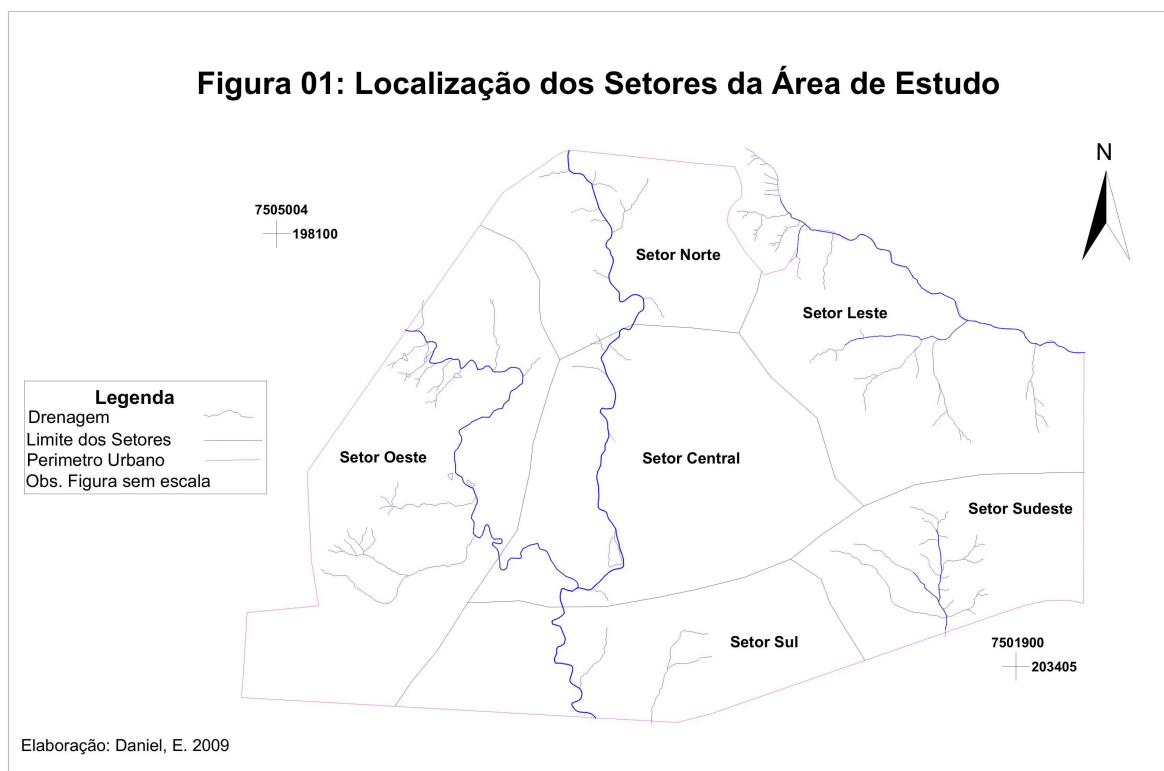 Figura 01: Localização dos Setores da Área de Estudo
N
7505004
198100
Setor Norte
Setor Leste
Legenda
Drenagem
Limite dos Setores
Perimetro Urbano
Obs. Figura sem escala
Setor Oeste
Setor Central
Setor Sudeste
Setor Sul
7501900
203405
Elaboração: Daniel, E. 2009